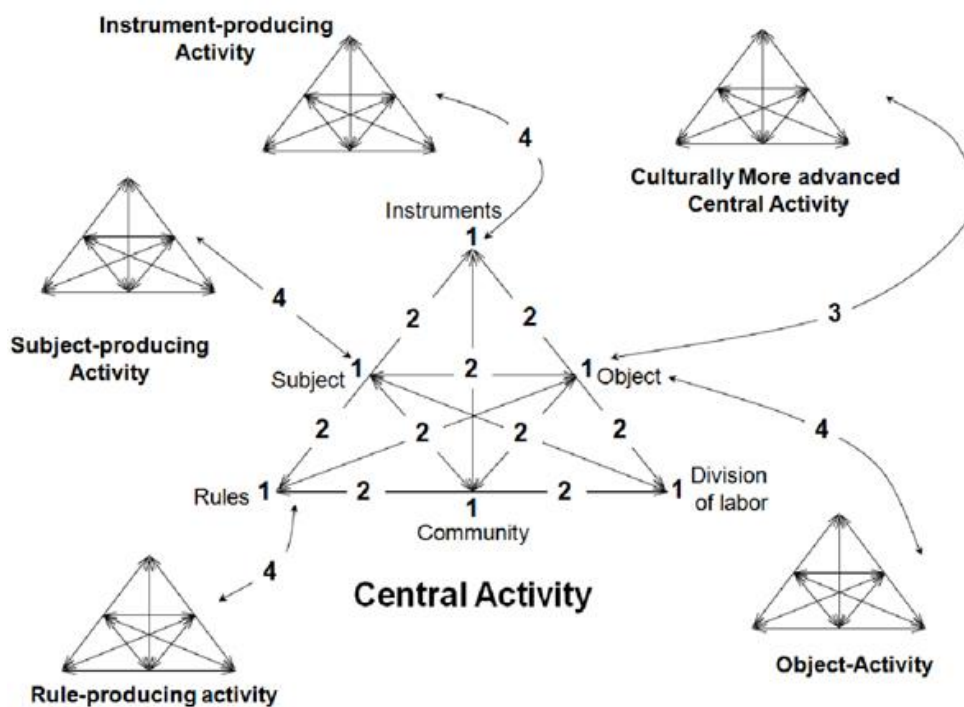 Instrument-producing
Activity
4
Culturally More advanced
Central Activity
Instruments
1
4
Subject-producing
Activity
2
2
3
Subject
1
2
1
Object
2
2
2
2
4
Rules
1
2
2
1
Division
of labor
1
Community
4
Central Activity
Rule-producing activity
Object-Activity